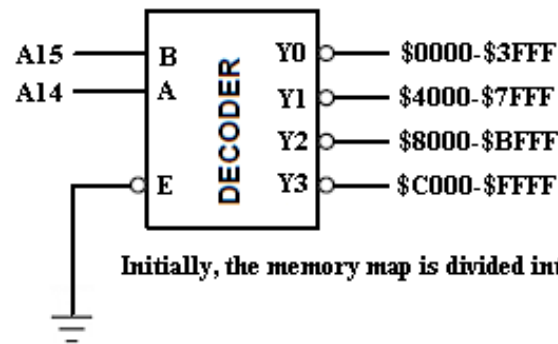 A15 B Y0 $0000-$3FFF
A14 A Y1 $4000-$7FFF
DECODER
Y2 $8000-$BFFF
E Y3 $C000-$FFFF
Initially, the memory map is divided